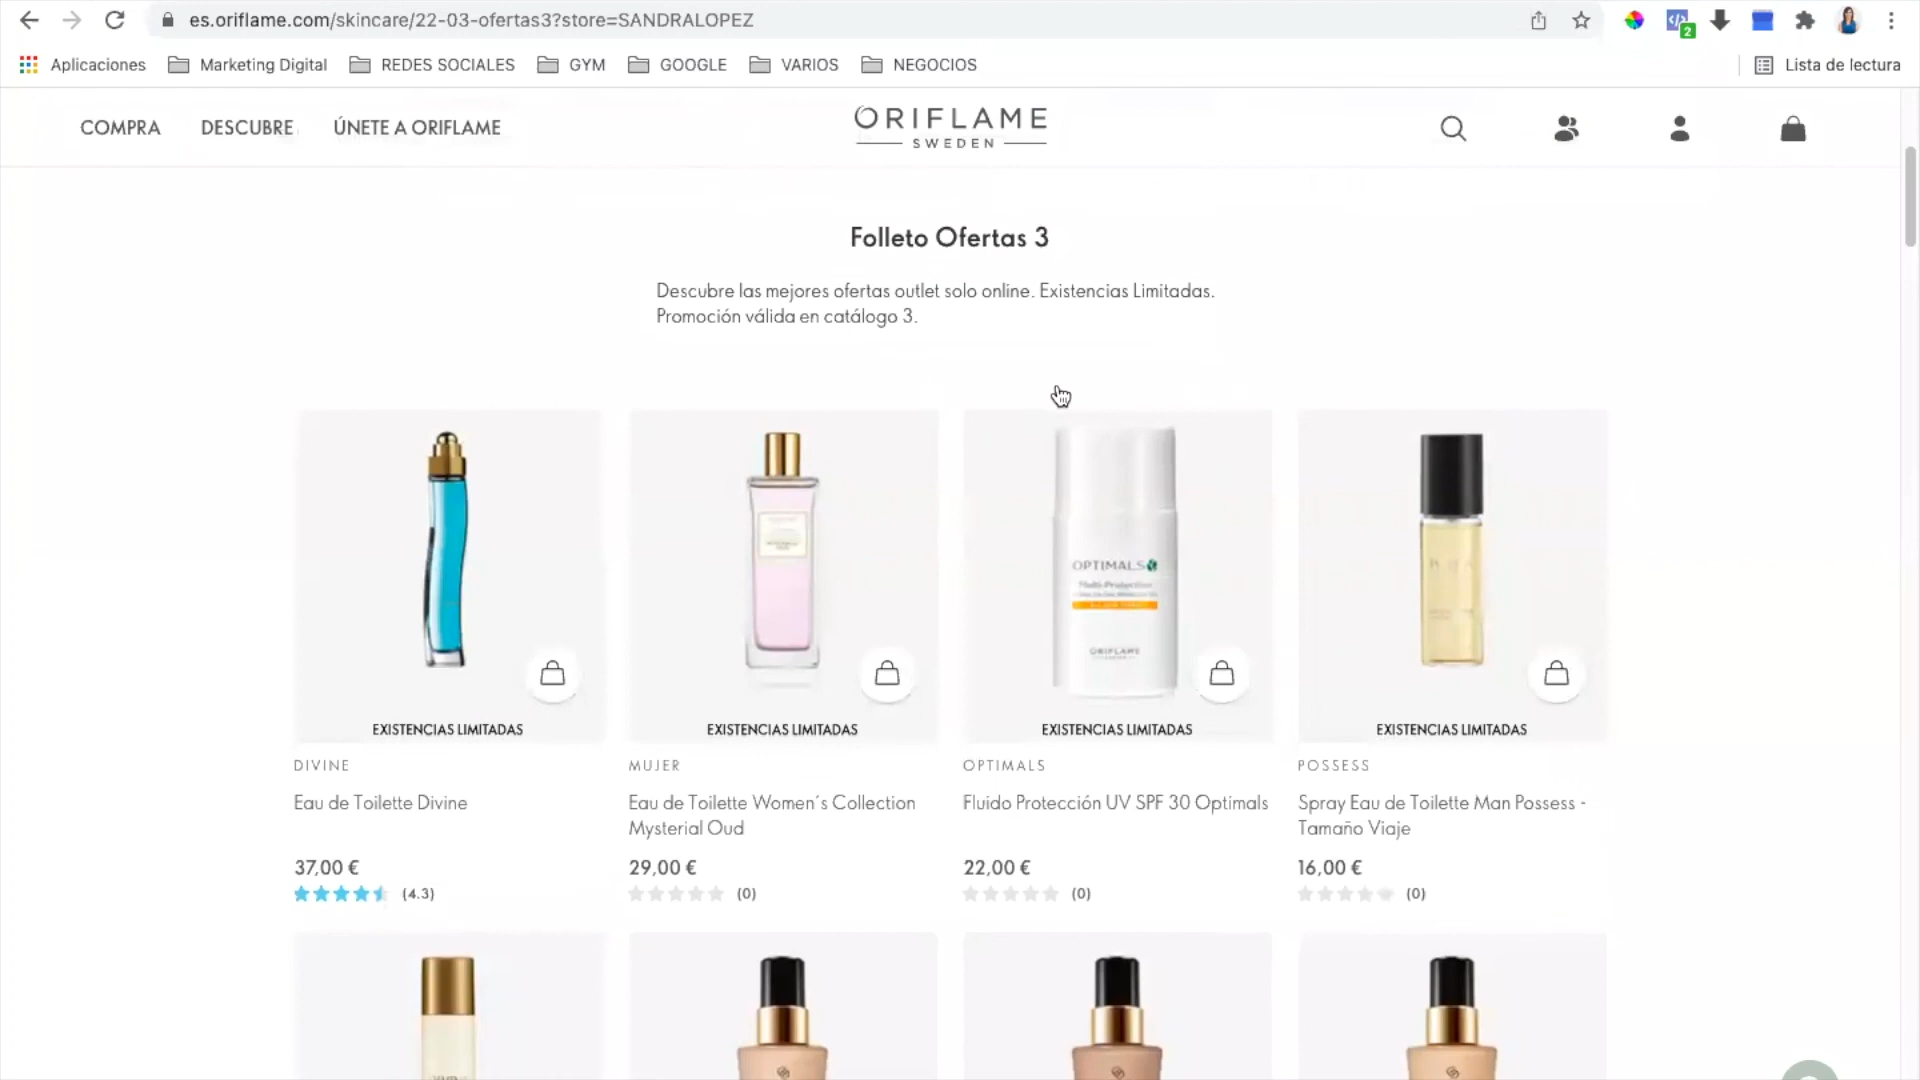 es.oriflame.com/skincare/22-03-ofertas3?store=SANDRALOPEZ
2
Aplicaciones Marketing Digital REDES SOCIALES GYM GOOGLE VARIOS NEGOCIOS Lista de lectura
COMPRA DESCUBRE ÚNETE A ORIFLAME
ORIFLAME
SWEDEN
Folleto Ofertas 3
Descubre las mejores ofertas outlet solo online. Existencias Limitadas.
Promoción válida en catálogo 3.
OPTIMALS
Multi-Protection
ORIFLAME
EXISTENCIAS LIMITADAS EXISTENCIAS LIMITADAS EXISTENCIAS LIMITADAS EXISTENCIAS LIMITADAS
DIVINE MUJER OPTIMALS POSSESS
Eau de Toilette Divine Eau de Toilette Women´s Collection Fluido Protección UV SPF 30 Optimals Spray Eau de Toilette Man Possess -
Mysterial Oud Tamaño Viaje
37,00 € 29,00 € 22,00 € 16,00 €
(4.3) (0) (0) (0)